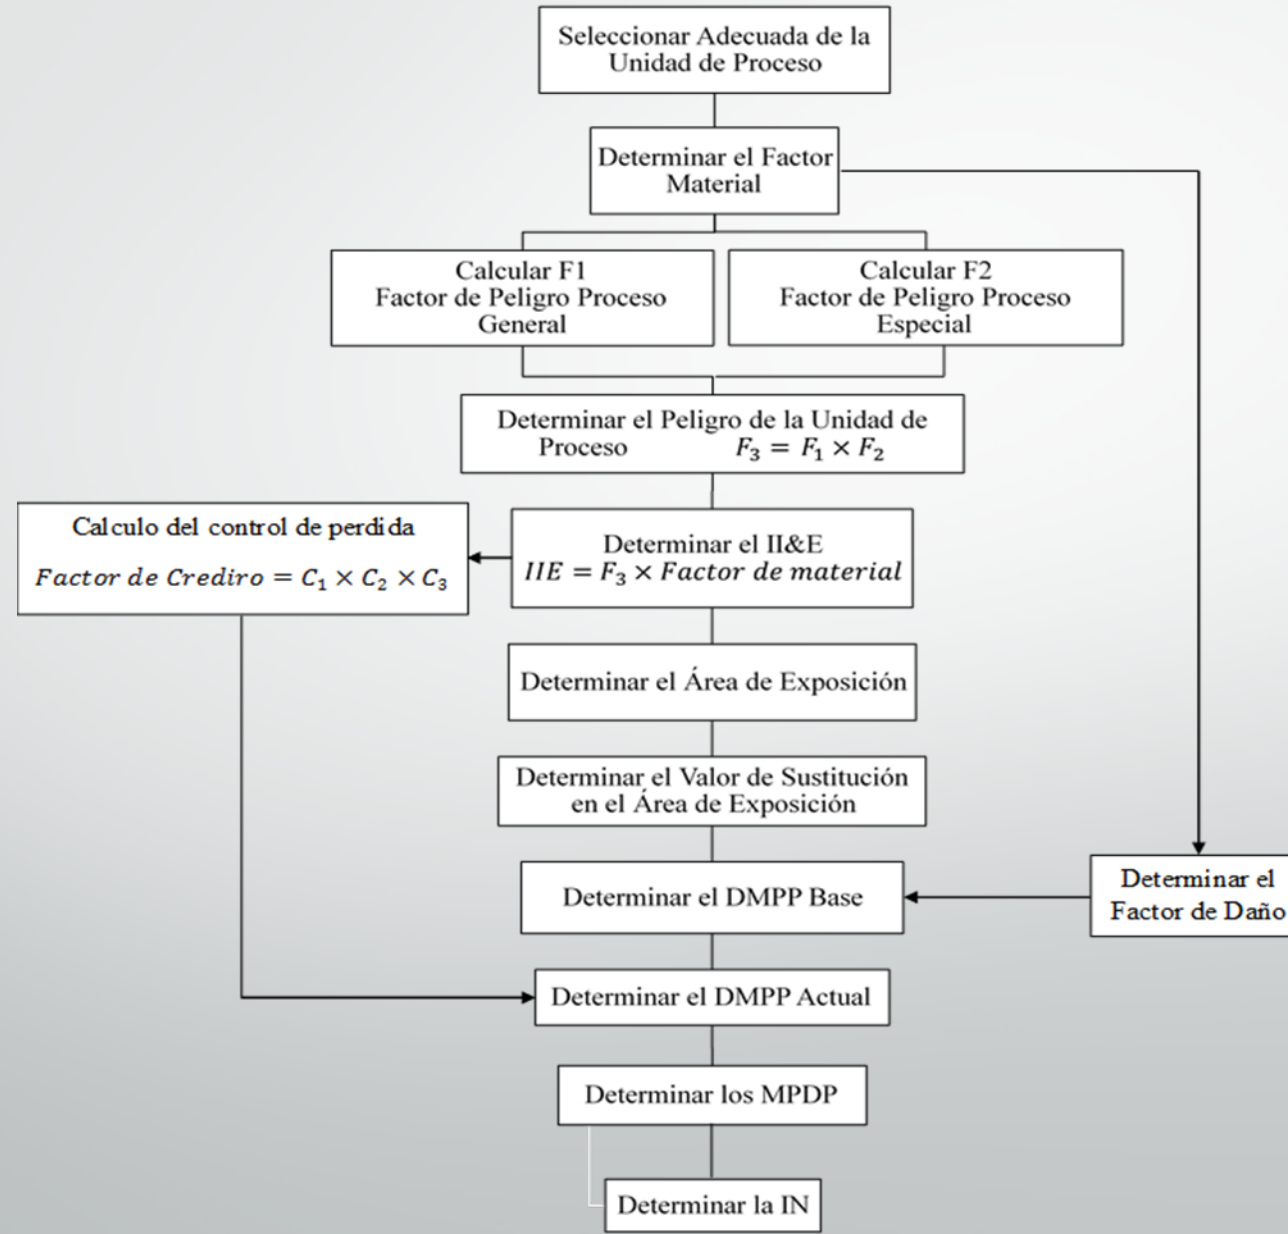 Seleccionar Adecuada de la
Unidad de Proceso
Determinar el Factor
Material
Calcular F1
Factor de Peligro Proceso
General
Calcular F2
Factor de Peligro Proceso
Especial
Determinar el Peligro de la Unidad de
Proceso F₃ = F₁ × F₂
Calculo del control de perdida
Factor de Crediro = C₁ × C₂ × C₃
Determinar el II&E
IIE = F₃ × Factor de material
Determinar el Área de Exposición
Determinar el Valor de Sustitución
en el Área de Exposición
Determinar el DMPP Base
Determinar el
Factor de Daño
Determinar el DMPP Actual
Determinar los MPDP
Determinar la IN